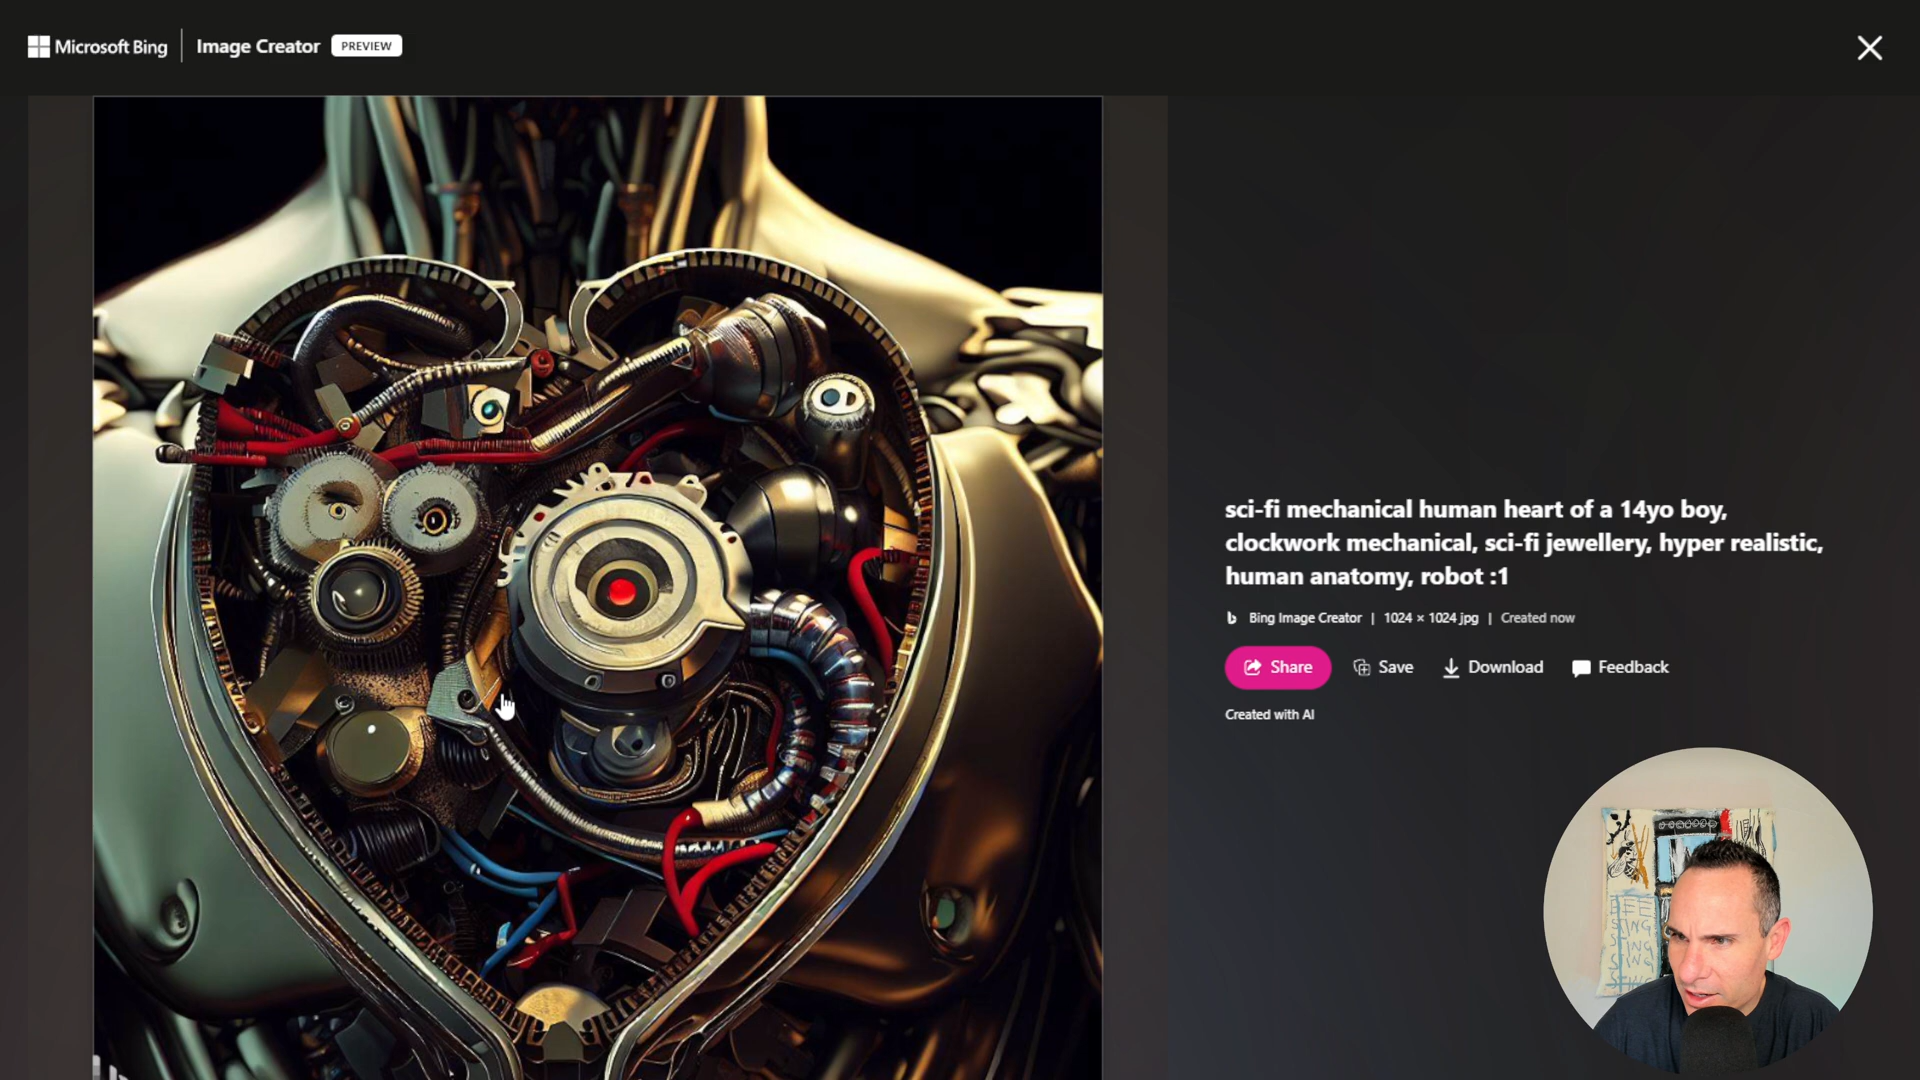 Microsoft Bing
Image Creator
PREVIEW
sci-fi mechanical human heart of a 14yo boy,
clockwork mechanical, sci-fi jewellery, hyper realistic,
human anatomy, robot :1
Bing Image Creator | 1024 × 1024 jpg | Created now
Share
Save
Download
Feedback
Created with AI